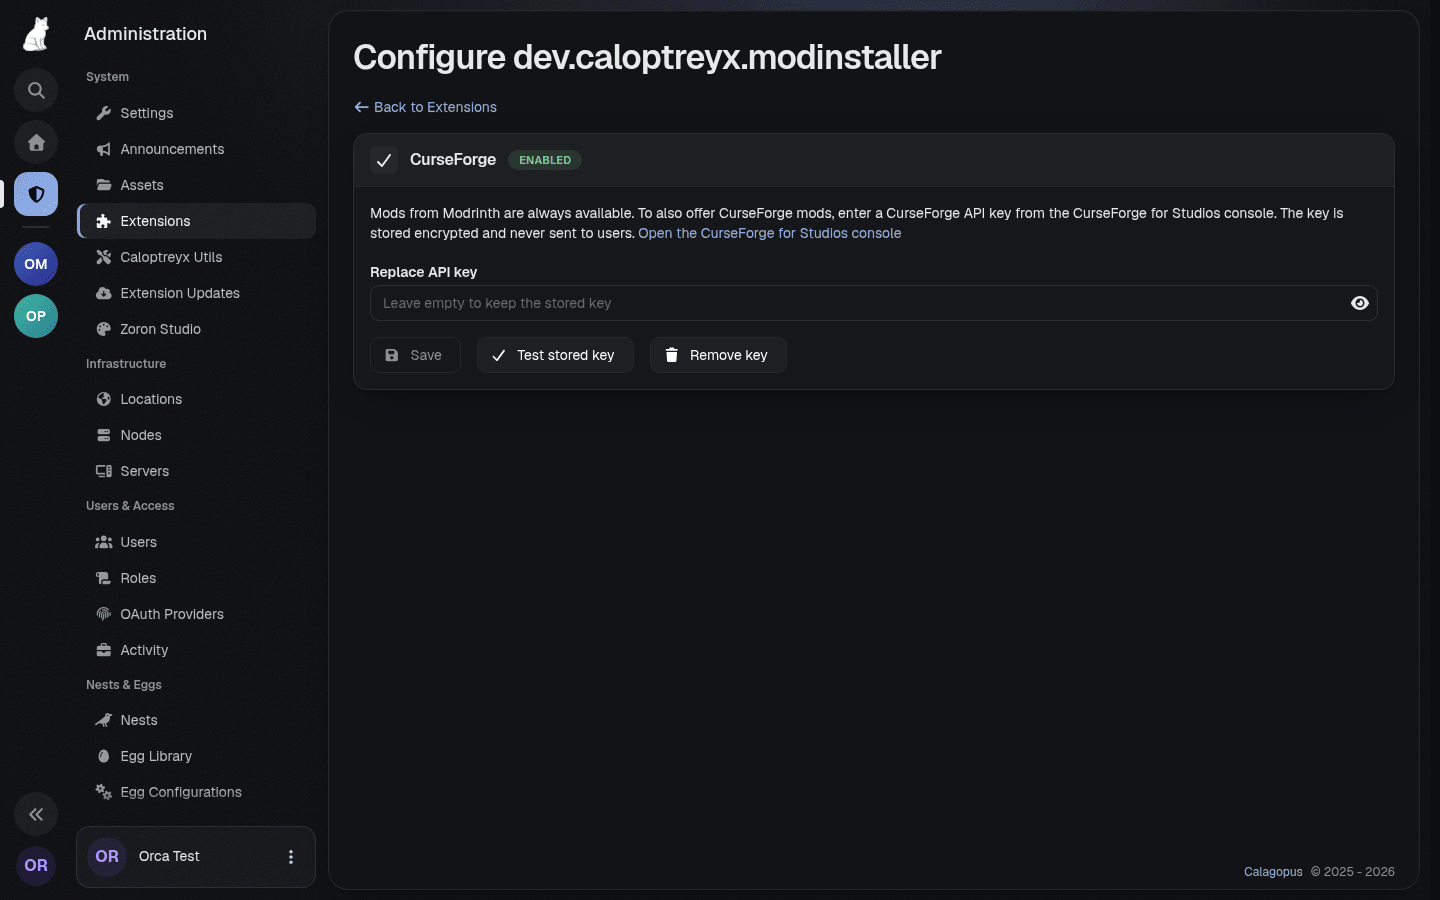 Administration
System
Settings
Announcements
Assets
Extensions
Caloptreyx Utils
Extension Updates
Zoron Studio
Infrastructure
Locations
Nodes
Servers
Users & Access
Users
Roles
OAuth Providers
Activity
Nests & Eggs
Nests
Egg Library
Egg Configurations
OM
OP
OR
OR
Orca Test
Configure dev.caloptreyx.modinstaller
Back to Extensions
CurseForge
ENABLED
Mods from Modrinth are always available. To also offer CurseForge mods, enter a CurseForge API key from the CurseForge for Studios console. The key is
stored encrypted and never sent to users. Open the CurseForge for Studios console
Replace API key
Leave empty to keep the stored key
Save
Test stored key
Remove key
Calagopus © 2025 - 2026